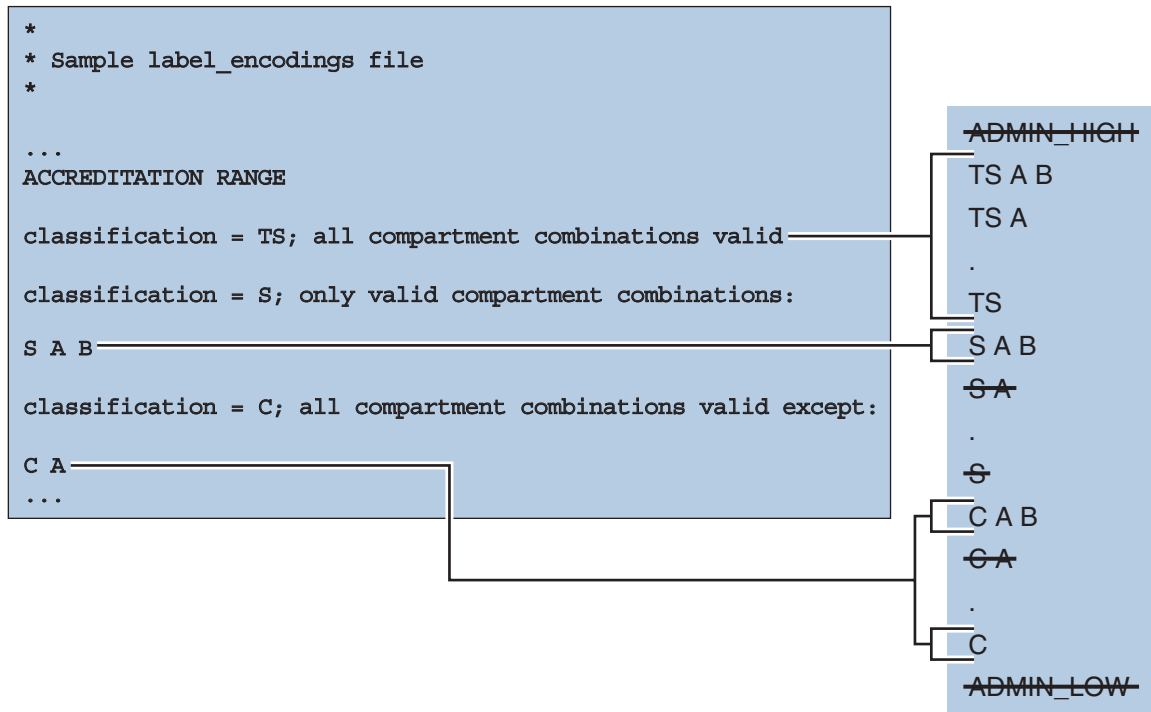 *
* Sample label_encodings file
*
...
ACCREDITATION RANGE
classification = TS; all compartment combinations valid
classification = S; only valid compartment combinations:
S A B
classification = C; all compartment combinations valid except:
C A
...
ADMIN_HIGH
TS A B
TS A
.
TS
S A B
S A
.
S
C A B
C A
.
C
ADMIN_LOW